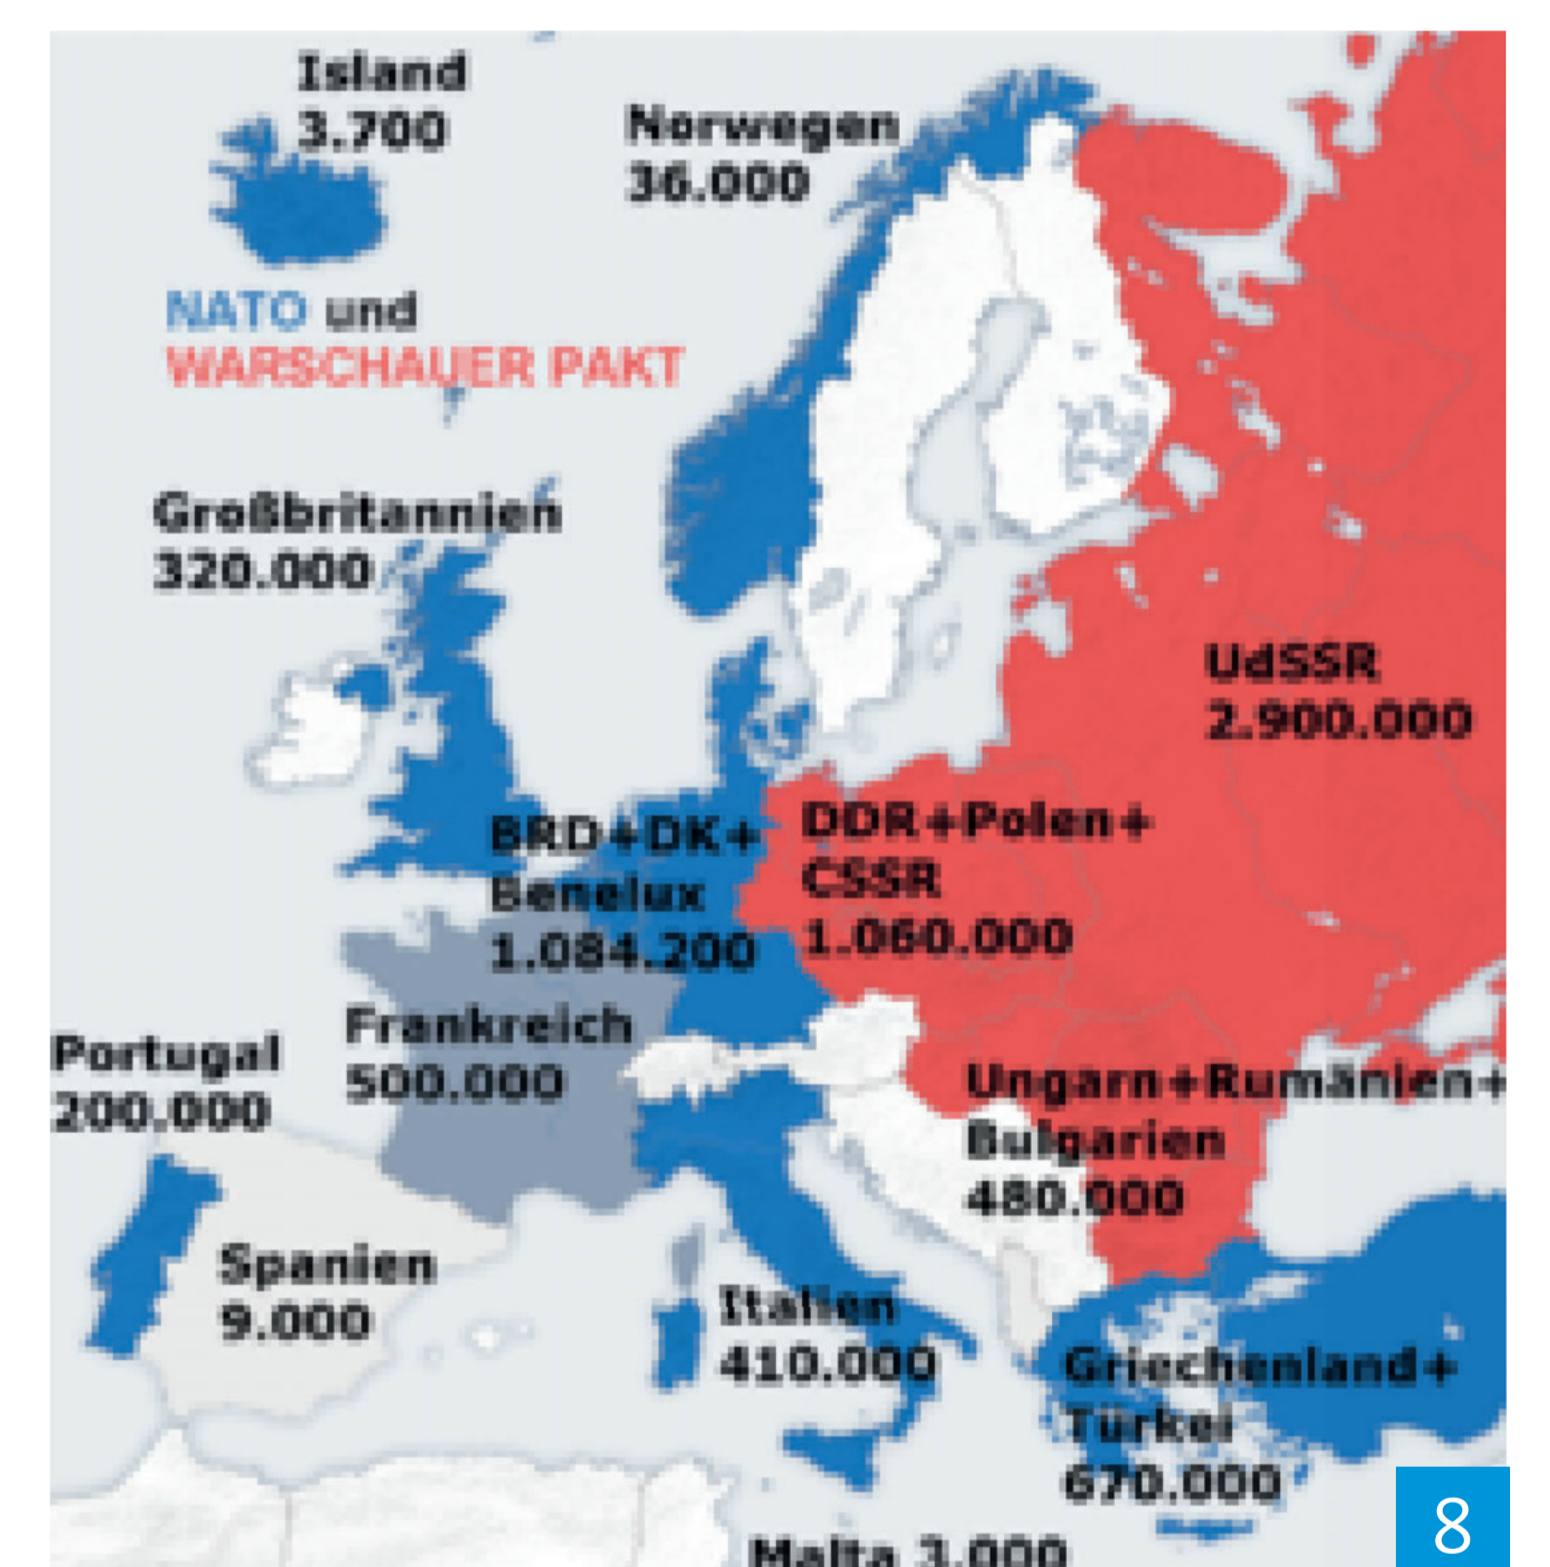 Island
3.700
Norwegen
36.000
NATO und
WARSCHAUER PAKT
Großbritannien
320.000
UdSSR
2.900.000
BRD+DK+
Benelux
1.084.200
DDR+Polen+
CSSR
1.060.000
Frankreich
500.000
Portugal
200.000
Ungarn+Rumänien+
Bulgarien
480.000
Spanien
9.000
Italien
410.000
Griechenland+
Türkei
670.000
Malta 3.000
8